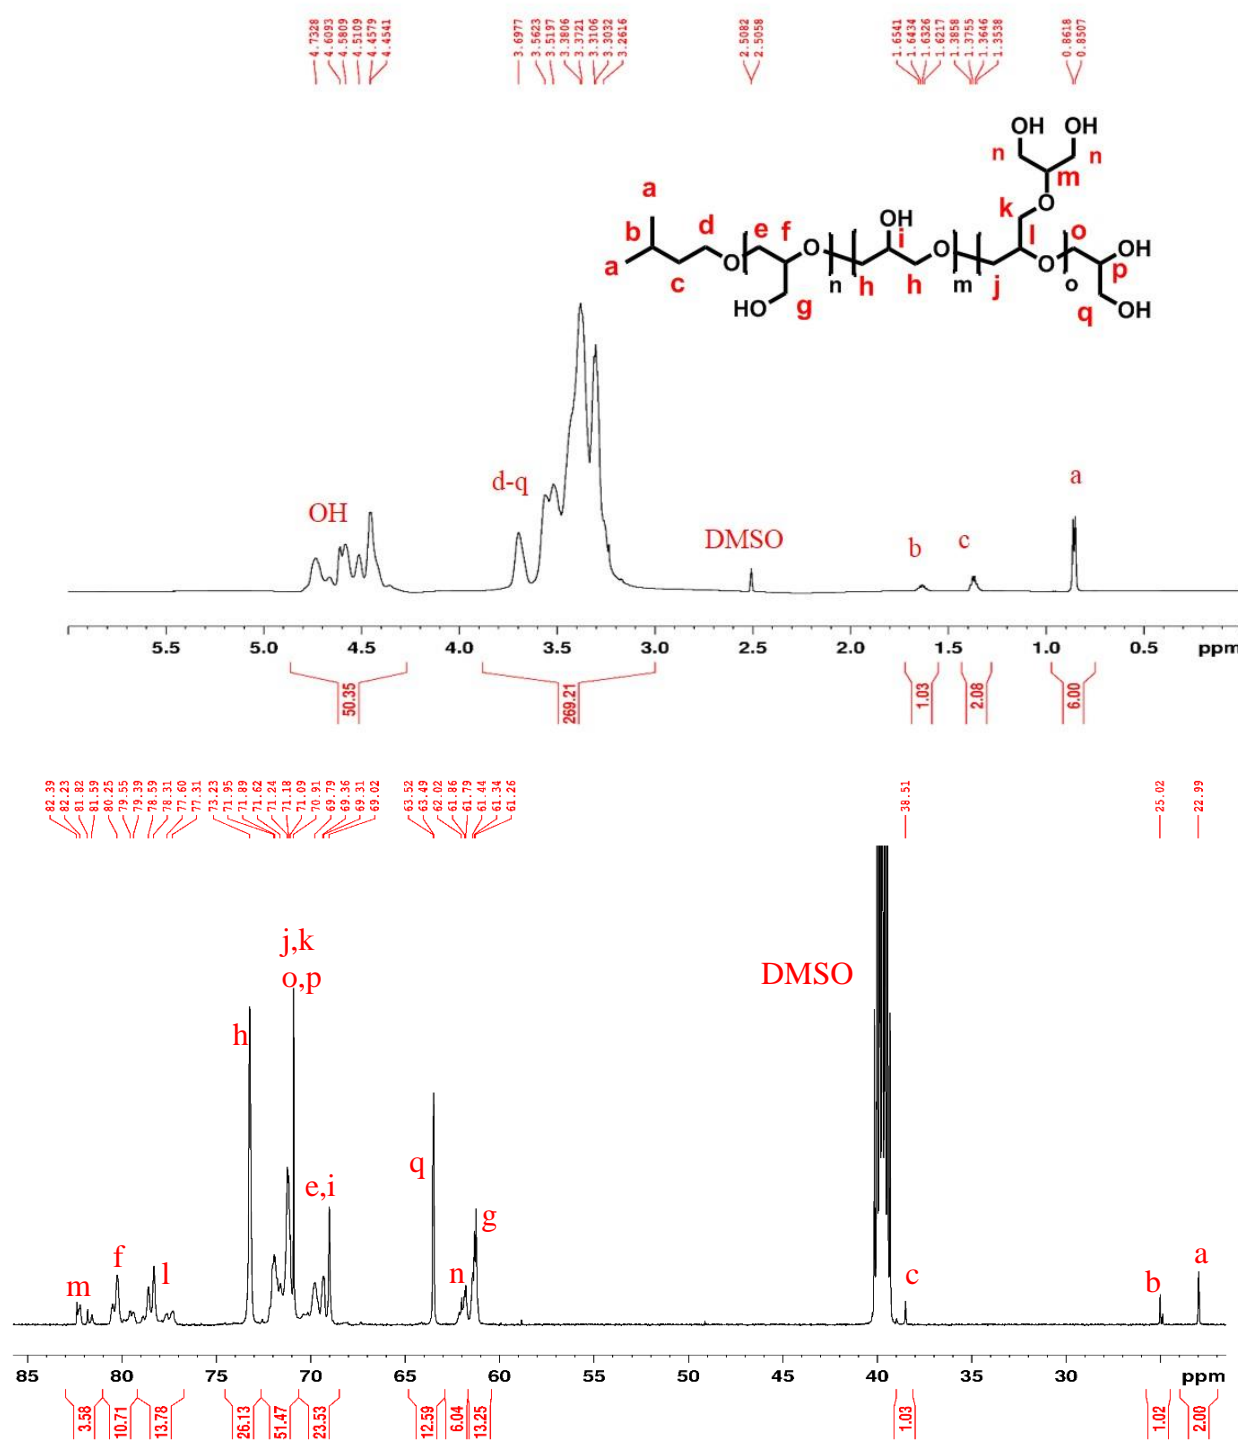 4.7328
4.6093
4.5809
4.5109
4.4579
4.4541
3.6977
3.5623
3.5197
3.3806
3.3721
3.3106
3.3032
3.2616
2.5082
2.5058
1.6541
1.6434
1.6326
1.6217
1.3858
1.3755
1.3646
1.3538
0.8618
0.8507
OH OH
n n
m
a k O
OH
b d e f i l o OH
a O O O O p
c n h h m j o
HO g q OH
d-q
a
OH
DMSO
b c
5.5 5.0 4.5 4.0 3.5 3.0 2.5 2.0 1.5 1.0 0.5 ppm
50.35 269.21 1.03 2.08 6.00
82.39
82.23
81.82
81.59
80.25
79.55
79.39
78.59
78.31
77.60
77.31
73.23
71.95
71.89
71.62
71.24
71.18
71.09
70.91
69.79
69.36
69.31
69.02
63.52
63.49
62.02
61.86
61.79
61.44
61.34
61.26
38.51
25.02
22.99
j,k
o,p
DMSO
h
q
e,i
g
f
l
m
n
c b a
85 80 75 70 65 60 55 50 45 40 35 30 ppm
3.58 10.71 13.78 26.13 51.47 23.53 12.59 6.04 13.25 1.03 1.02 2.00